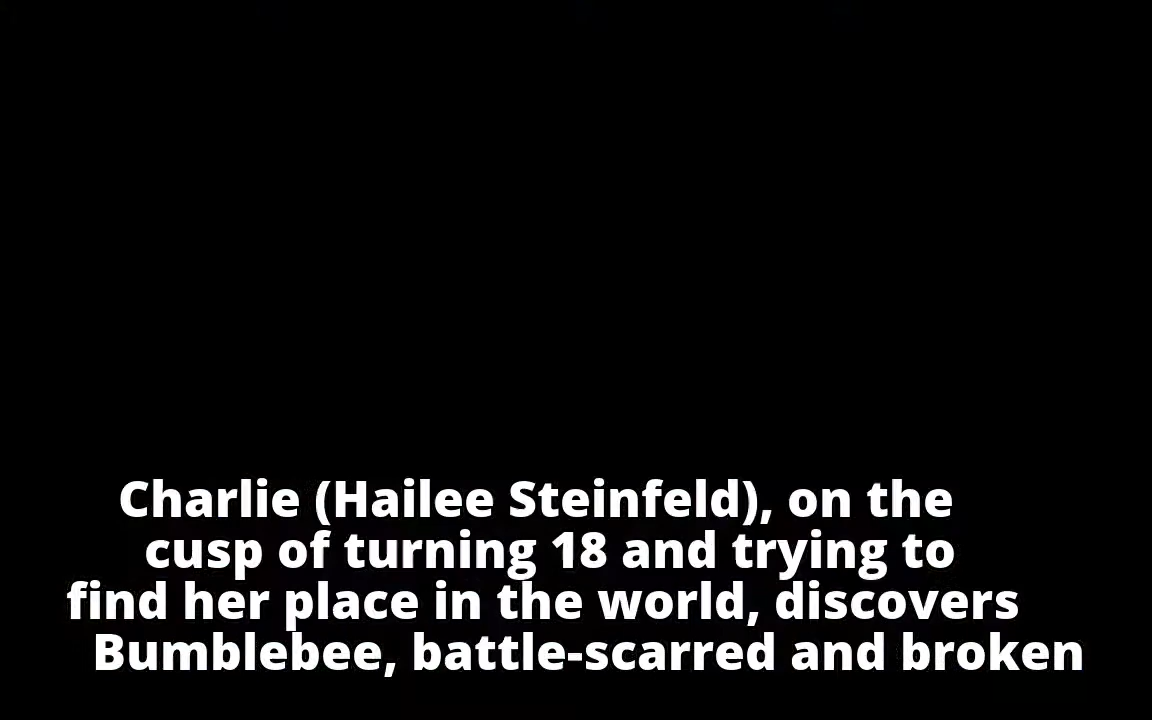 Charlie (Hailee Steinfeld), on the
cusp of turning 18 and trying to
find her place in the world, discovers
Bumblebee, battle-scarred and broken